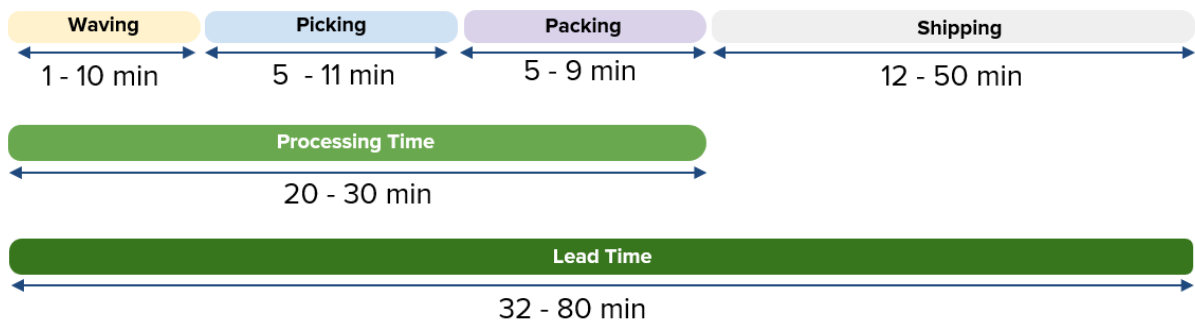 Waving Picking Packing Shipping
1 - 10 min 5  - 11 min 5 - 9 min 12 - 50 min
Processing Time
20 - 30 min
Lead Time
32 - 80 min